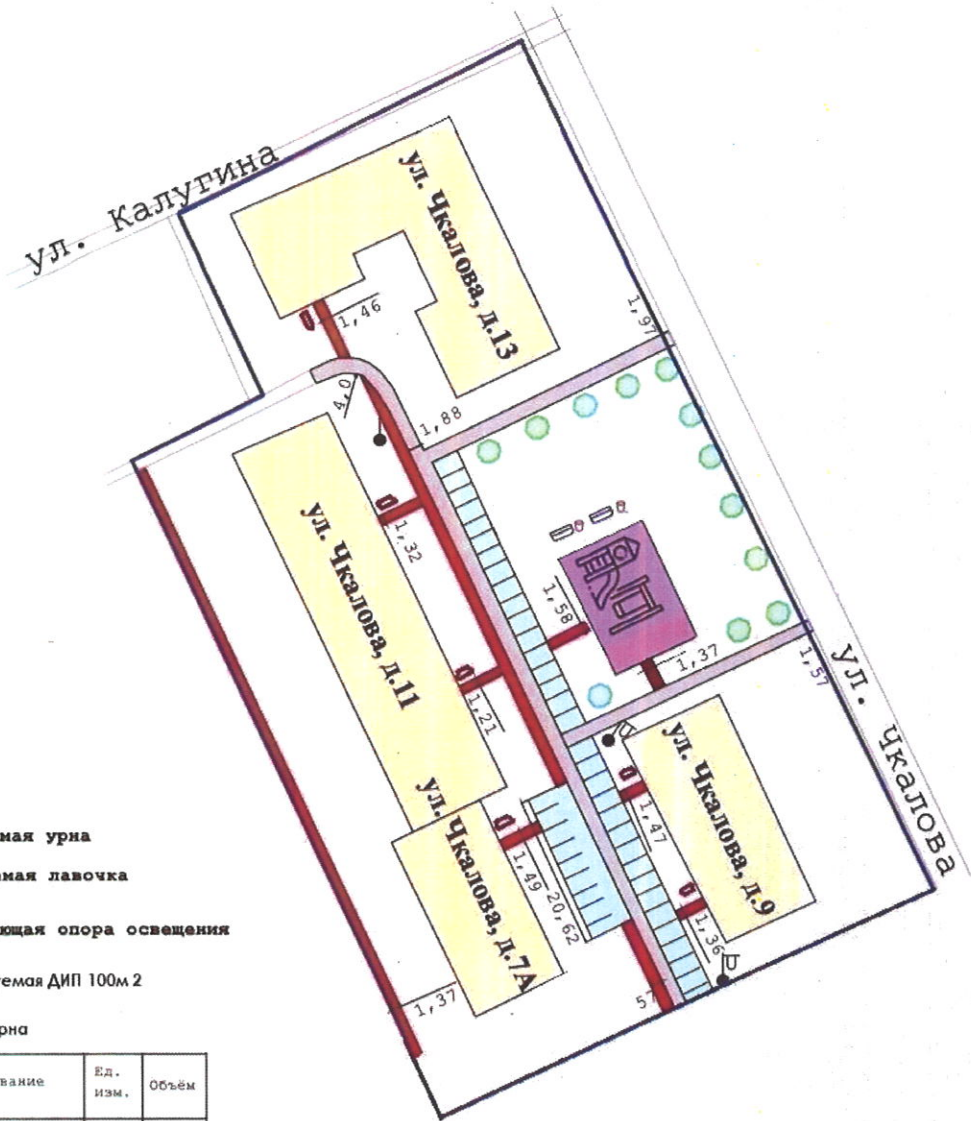 ул. Калугина
ул. Чкалова, д.13
1,46
1,97
4,0
1,88
ул. Чкалова, д.11
1,32
1,58
1,37
1,57
ул. Чкалова
1,21
ул. Чкалова, д.9
1,47
ул. Чкалова, д.7А
1,49
20,62
1,36
1,37
57
мая урна
мая лавочка
ющая опора освещения
емая ДИП 100м 2
рна
вание
Ед. изм.
Объём